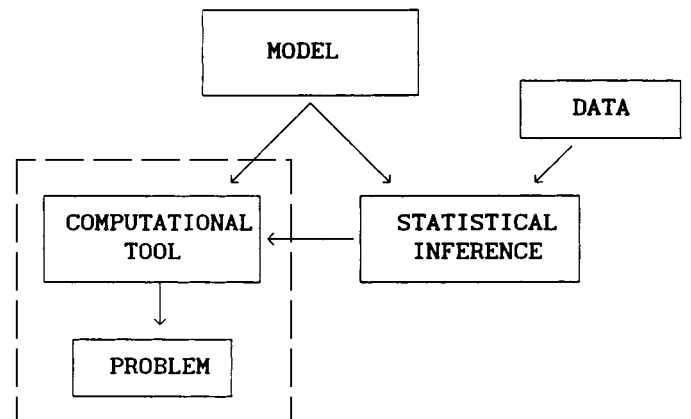 MODEL
DATA
COMPUTATIONAL
TOOL
STATISTICAL
INFERENCE
PROBLEM